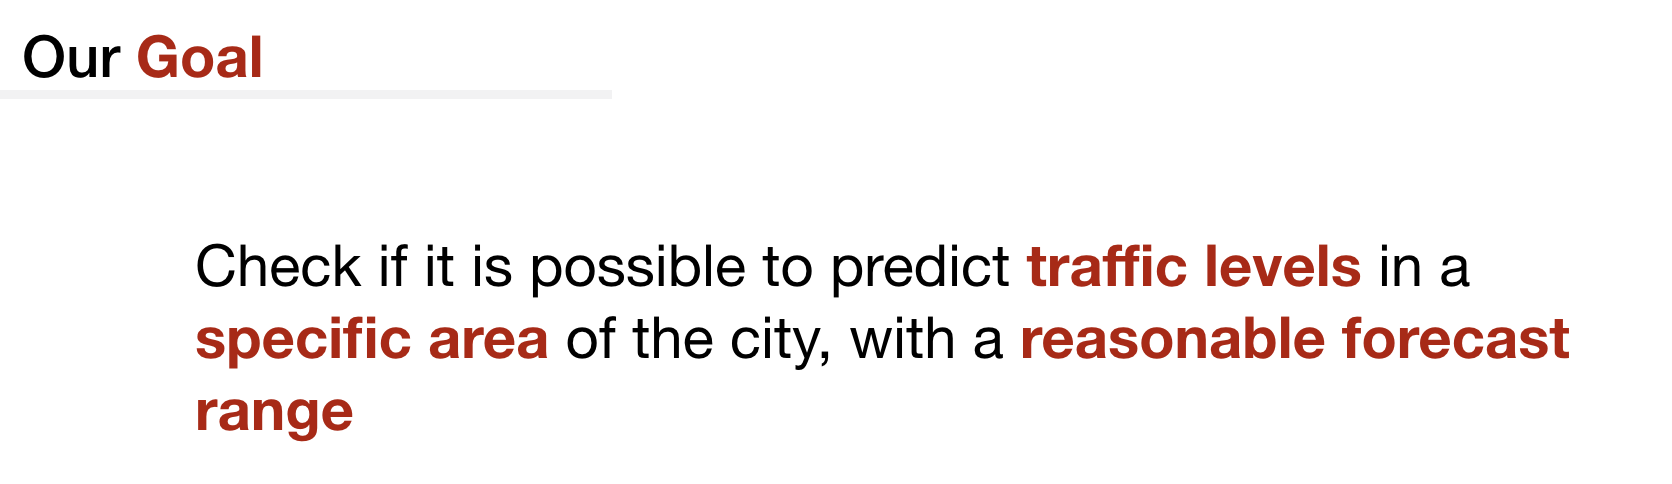 Our Goal
Check if it is possible to predict traffic levels in a
specific area of the city, with a reasonable forecast
range